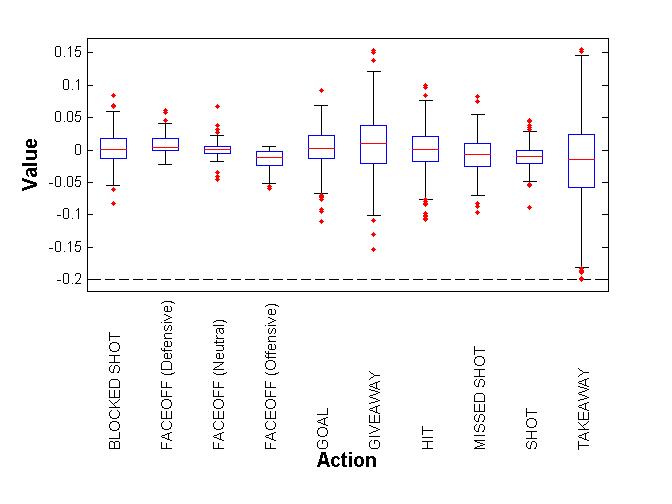 Value
0.15
0.1
0.05
0
-0.05
-0.1
-0.15
-0.2
BLOCKED SHOT
FACEOFF (Defensive)
FACEOFF (Neutral)
FACEOFF (Offensive)
GOAL
GIVEAWAY
HIT
MISSED SHOT
SHOT
TAKEAWAY
Action